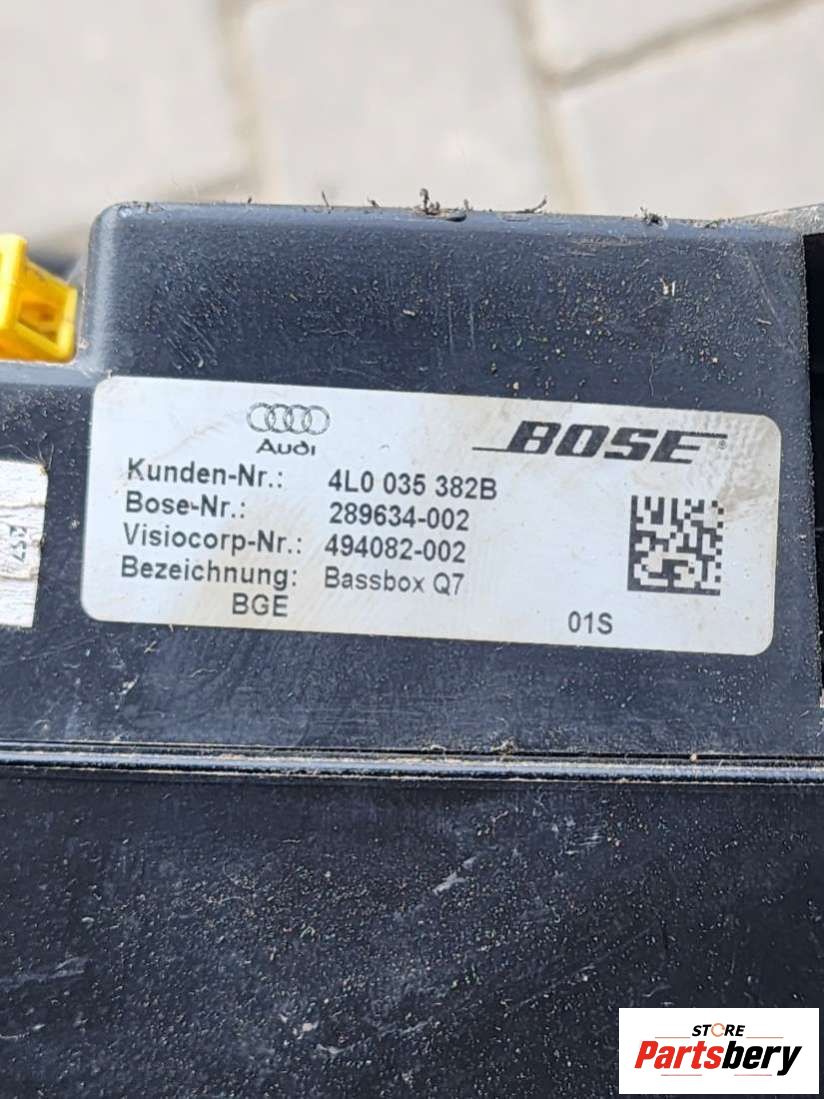 Audi
BOSE
Kunden-Nr.: 4L0 035 382B
Bose-Nr.: 289634-002
Visiocorp-Nr.: 494082-002
Bezeichnung: Bassbox Q7
BGE 01S
STORE
Partsbery